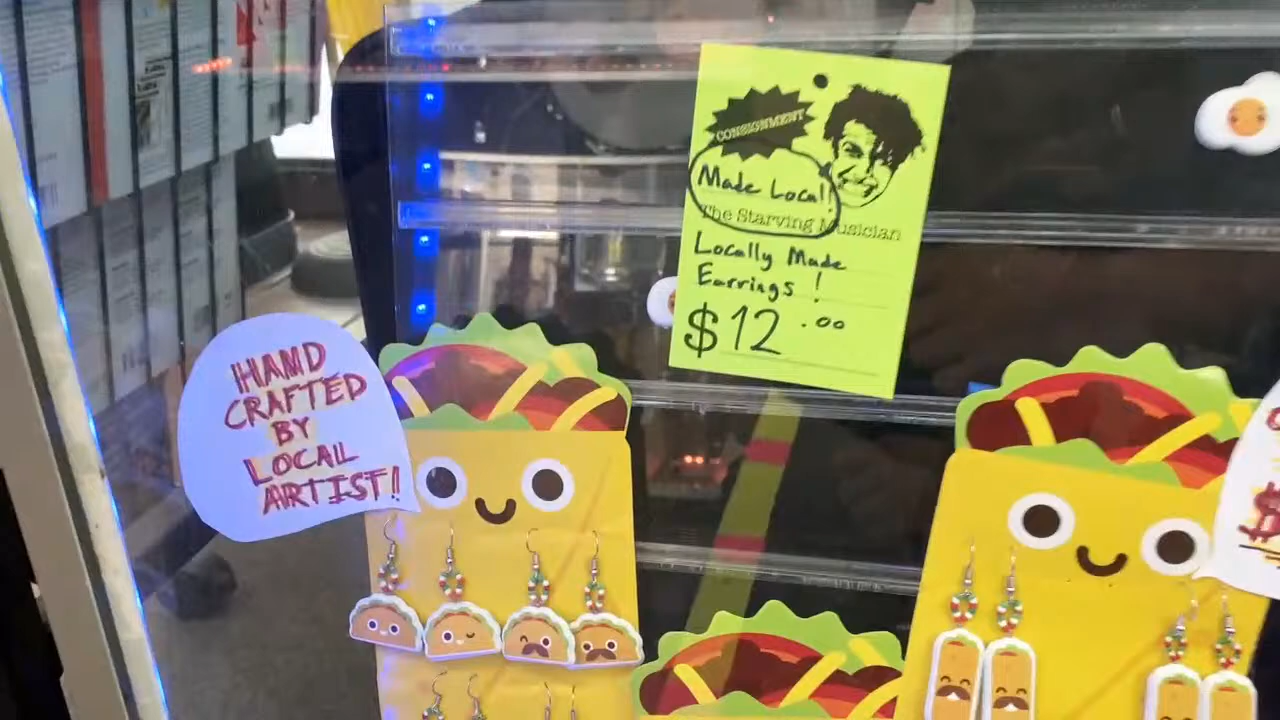 CONSIGNMENT
Made Local!
The Starving Musician
Locally Made
Earrings !
$12.00
HAND
CRAFTED
BY
LOCAL
ARTIST!